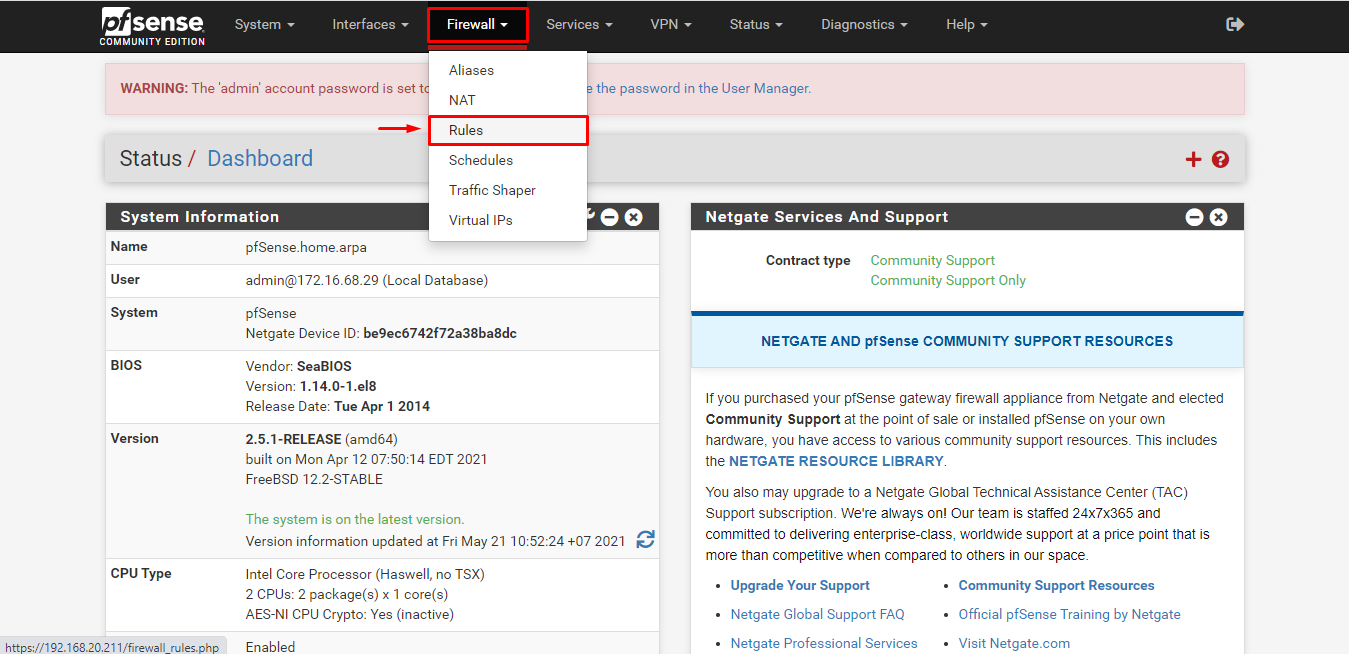 pfsense
COMMUNITY EDITION
System
Interfaces
Firewall
Services
VPN
Status
Diagnostics
Help
Aliases
NAT
Rules
Schedules
Traffic Shaper
Virtual IPs
WARNING: The 'admin' account password is set to the password in the User Manager.
Status / Dashboard
System Information
Name pfSense.home.arpa
User admin@172.16.68.29 (Local Database)
System pfSense
Netgate Device ID: be9ec6742f72a38ba8dc
BIOS Vendor: SeaBIOS
Version: 1.14.0-1.el8
Release Date: Tue Apr 1 2014
Version 2.5.1-RELEASE (amd64)
built on Mon Apr 12 07:50:14 EDT 2021
FreeBSD 12.2-STABLE
The system is on the latest version.
Version information updated at Fri May 21 10:52:24 +07 2021
CPU Type Intel Core Processor (Haswell, no TSX)
2 CPUs: 2 package(s) x 1 core(s)
AES-NI CPU Crypto: Yes (inactive)
Enabled
https://192.168.20.211/firewall_rules.php
Netgate Services And Support
Contract type Community Support
Community Support Only
NETGATE AND pfSense COMMUNITY SUPPORT RESOURCES
If you purchased your pfSense gateway firewall appliance from Netgate and elected
Community Support at the point of sale or installed pfSense on your own
hardware, you have access to various community support resources. This includes
the NETGATE RESOURCE LIBRARY.
You also may upgrade to a Netgate Global Technical Assistance Center (TAC)
Support subscription. We're always on! Our team is staffed 24x7x365 and
committed to delivering enterprise-class, worldwide support at a price point that is
more than competitive when compared to others in our space.
• Upgrade Your Support
• Netgate Global Support FAQ
• Netgate Professional Services
• Community Support Resources
• Official pfSense Training by Netgate
• Visit Netgate.com